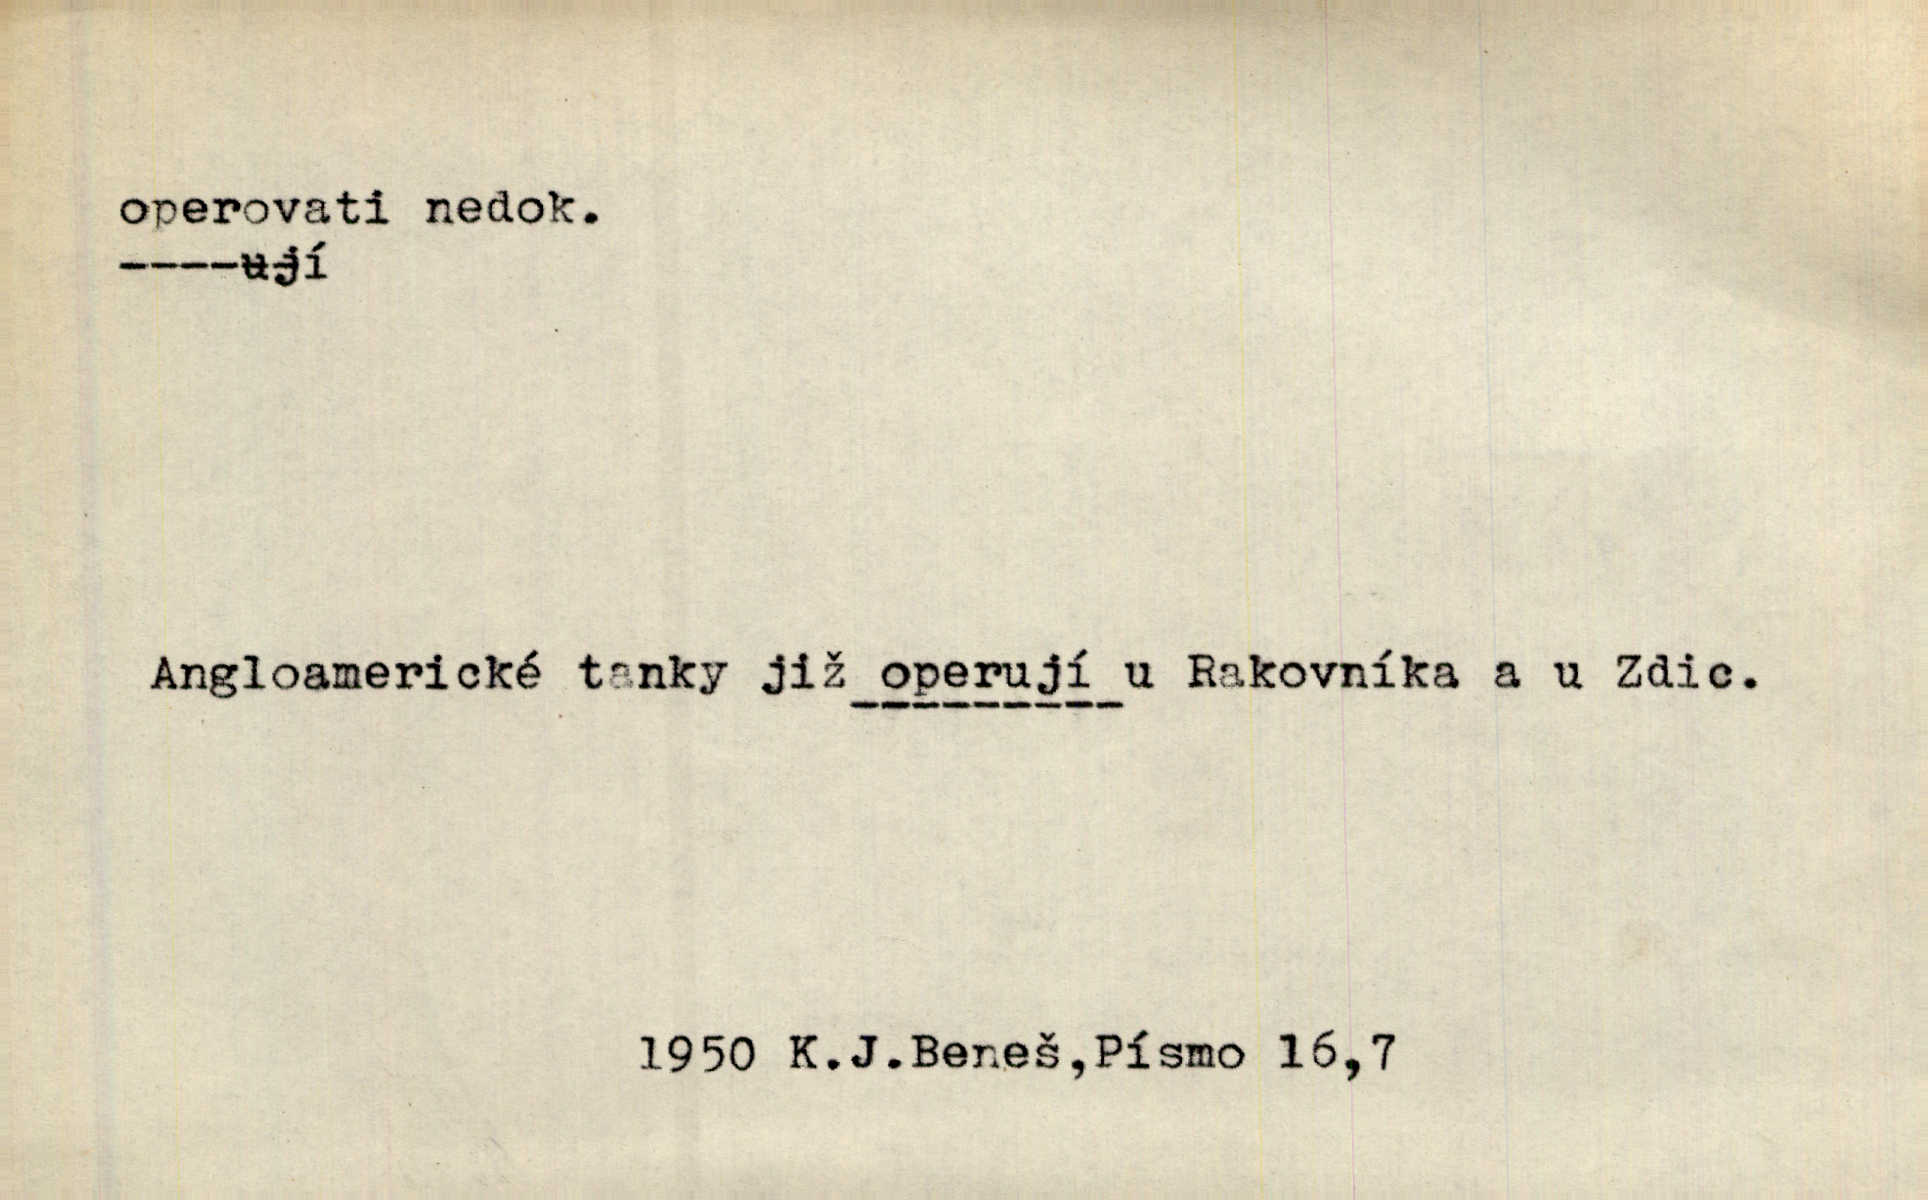 operovati nedok.
----ují
Angloamerické tanky již operují u Rakovníka a u Zdic.
1950 K.J.Beneš,Písmo 16,7